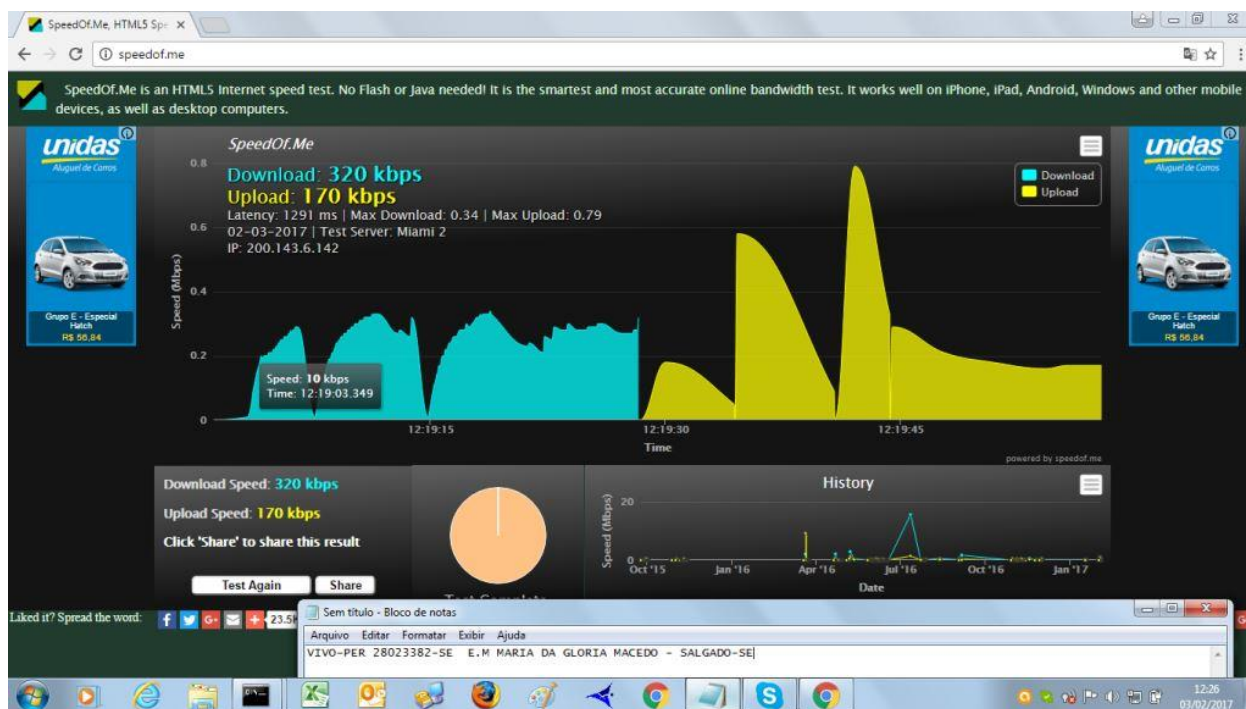 SpeedOf.Me, HTML5 Spe
speedof.me
SpeedOf.Me is an HTML5 Internet speed test. No Flash or Java needed! It is the smartest and most accurate online bandwidth test. It works well on iPhone, iPad, Android, Windows and other mobile
devices, as well as desktop computers.
unidas
Aluguel de Carros
Grupo E - Especial
Hatch
R$ 56,84
SpeedOf.Me
Download: 320 kbps
Upload: 170 kbps
Latency: 1291 ms | Max Download: 0.34 | Max Upload: 0.79
02-03-2017 | Test Server: Miami 2
IP: 200.143.6.142
Download
Upload
Speed (Mbps)
0.8
0.6
0.4
0.2
0
Speed: 10 kbps
Time: 12:19:03.349
12:19:15
12:19:30
12:19:45
Time
powered by speedof.me
unidas
Aluguel de Carros
Grupo E - Especial
Hatch
R$ 56,84
Download Speed: 320 kbps
Upload Speed: 170 kbps
Click 'Share' to share this result
Test Again
Share
Test Complete
History
Speed (Mbps)
20
0
Oct '15
Jan '16
Apr '16
Jul '16
Oct '16
Jan '17
Date
Liked it? Spread the word:
23.5
Sem título - Bloco de notas
Arquivo Editar Formatar Exibir Ajuda
VIVO-PER 28023382-SE E.M MARIA DA GLORIA MACEDO - SALGADO-SE
12:26
03/02/2017